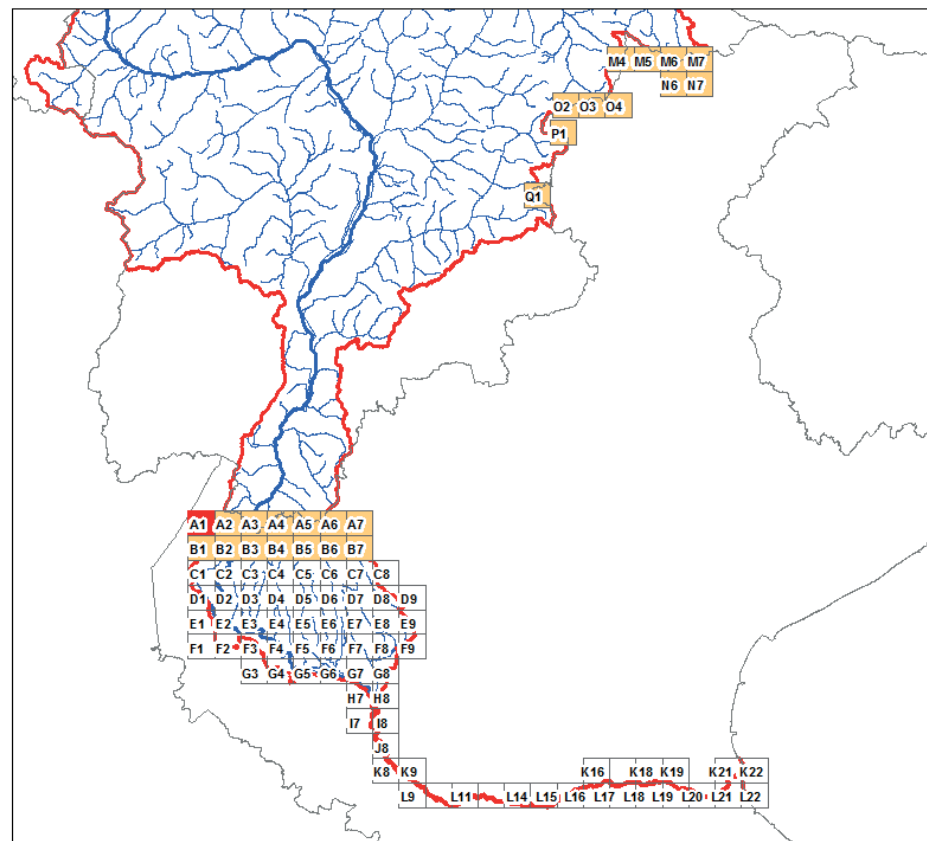 M4 M5 M6 M7
N6 N7
O2 O3 O4
P1
Q1
A1 A2 A3 A4 A5 A6 A7
B1 B2 B3 B4 B5 B6 B7
C1 C2 C3 C4 C5 C6 C7 C8
D1 D2 D3 D4 D5 D6 D7 D8 D9
E1 E2 E3 E4 E5 E6 E7 E8 E9
F1 F2 F3 F4 F5 F6 F7 F8 F9
G3 G4 G5 G6 G7 G8
H7 H8
I7 I8
J8
K8 K9 K16 K18 K19 K21 K22
L9 L11 L14 L15 L16 L17 L18 L19 L20 L21 L22